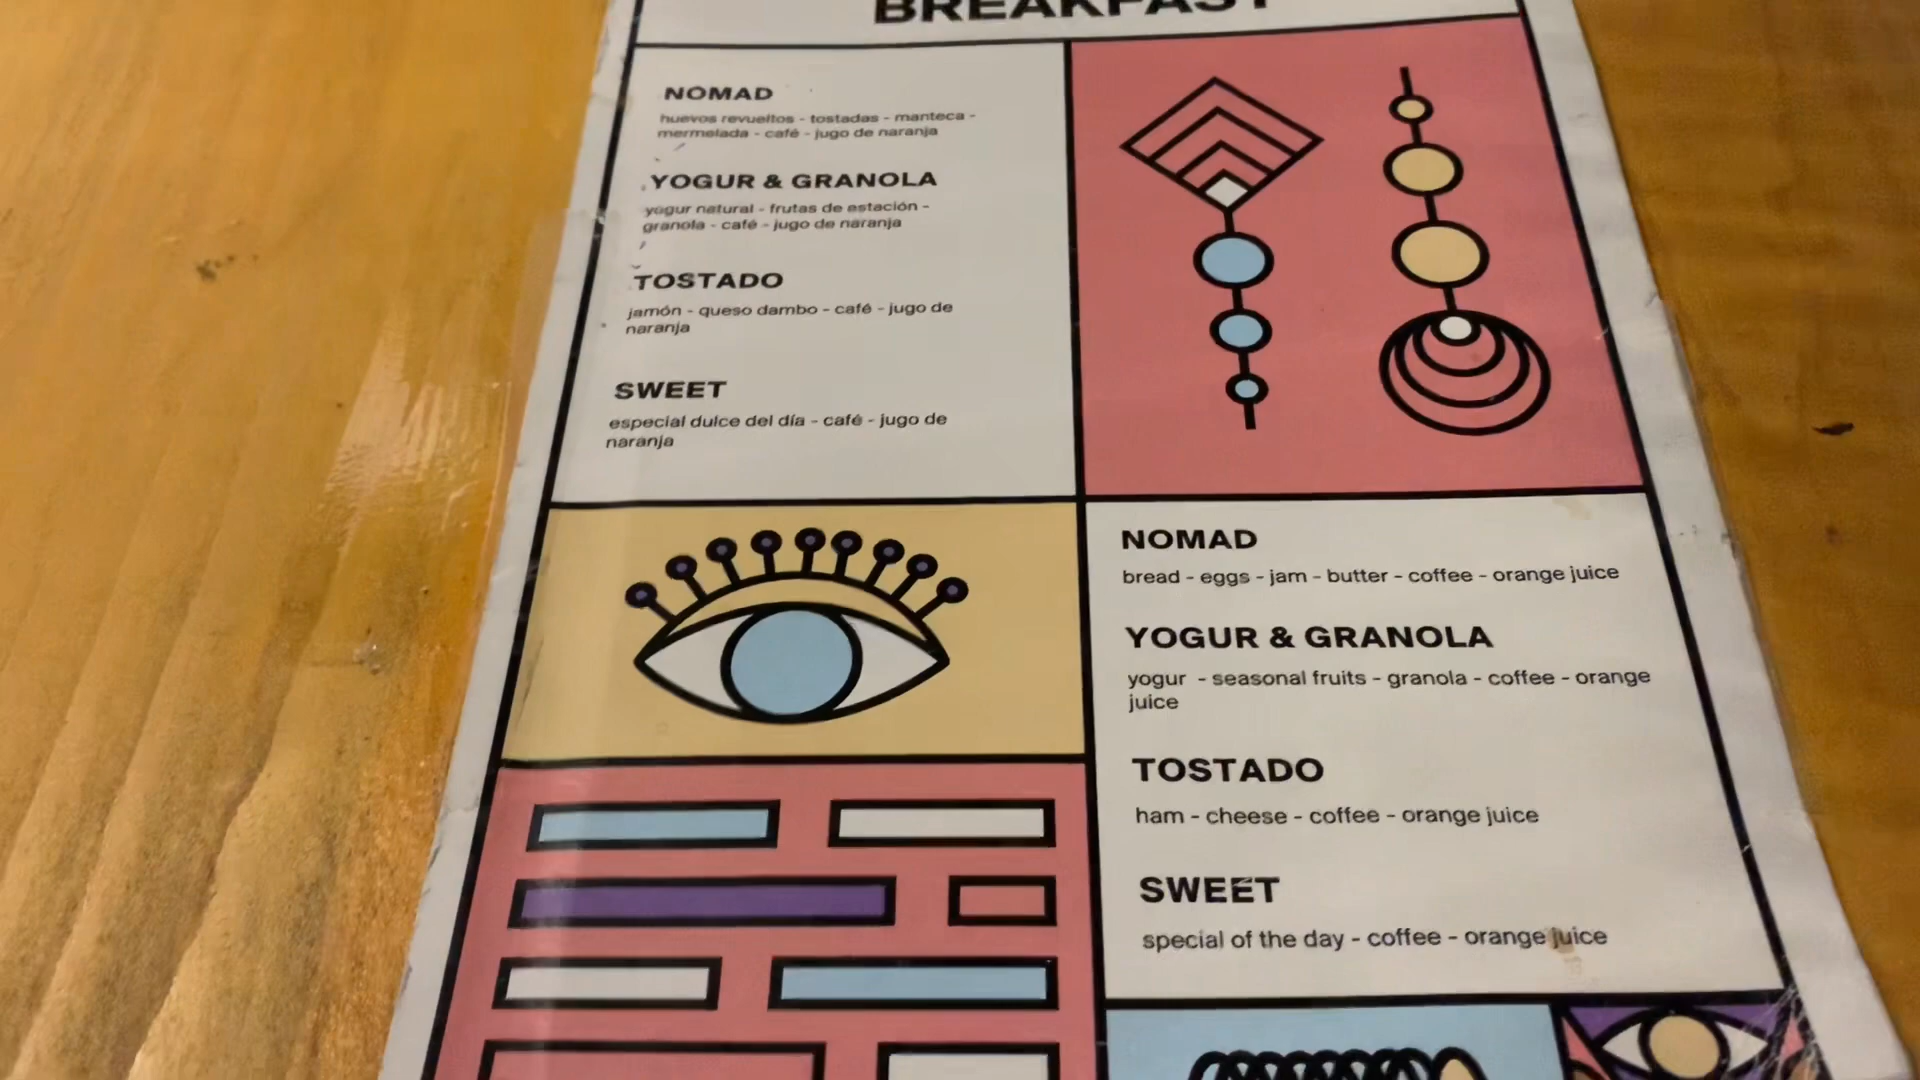 BREAKFAST
NOMAD
huevos revueltos - tostadas - manteca -
mermelada - café - jugo de naranja
YOGUR & GRANOLA
yogur natural - frutas de estación -
granola - café - jugo de naranja
TOSTADO
jamón - queso dambo - café - jugo de
naranja
SWEET
especial dulce del día - café - jugo de
naranja
NOMAD
bread - eggs - jam - butter - coffee - orange juice
YOGUR & GRANOLA
yogur - seasonal fruits - granola - coffee - orange
juice
TOSTADO
ham - cheese - coffee - orange juice
SWEET
special of the day - coffee - orange juice